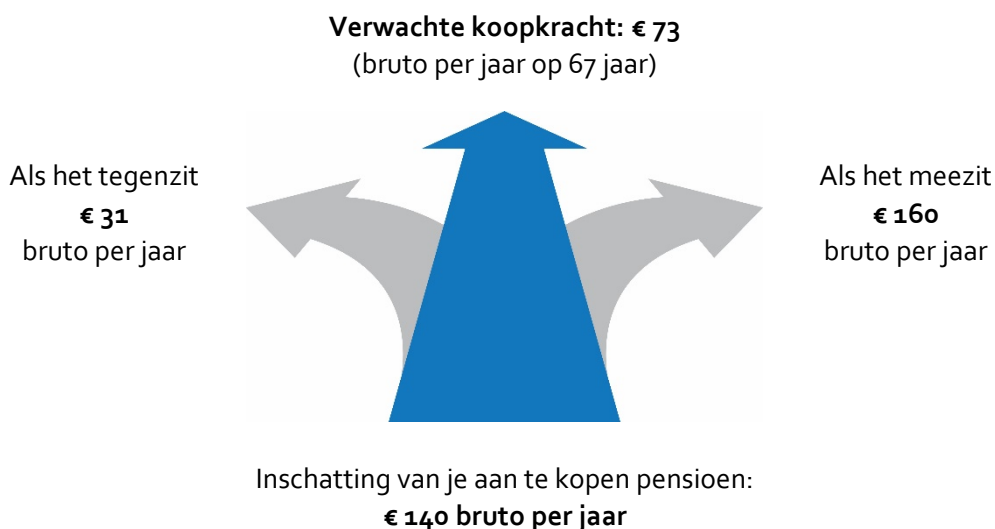 Verwachte koopkracht: € 73
(bruto per jaar op 67 jaar)
Als het tegenzit
€ 31
bruto per jaar
Als het meezit
€ 160
bruto per jaar
Inschatting van je aan te kopen pensioen:
€ 140 bruto per jaar